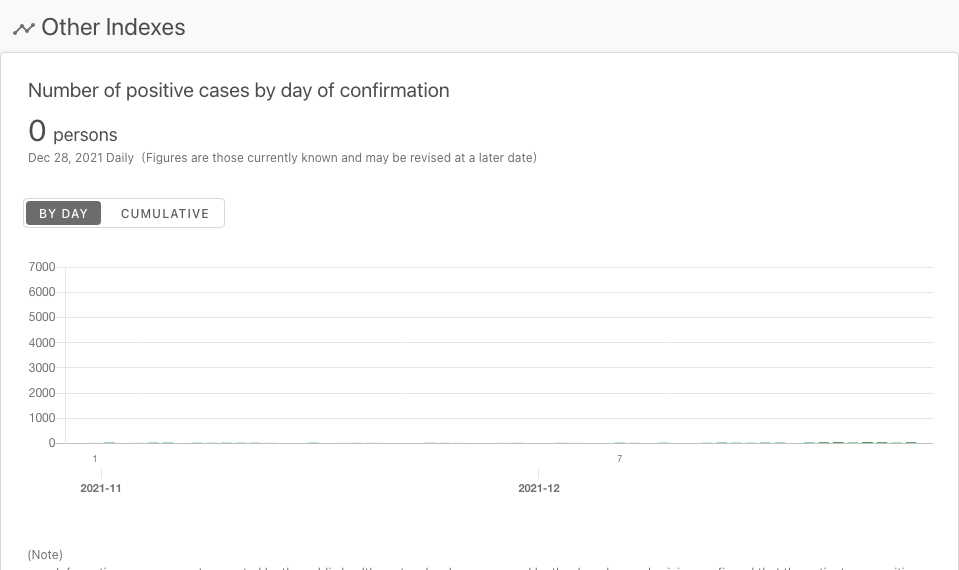 Other Indexes
Number of positive cases by day of confirmation
0 persons
Dec 28, 2021 Daily (Figures are those currently known and may be revised at a later date)
BY DAY CUMULATIVE
7000
6000
5000
4000
3000
2000
1000
0
1 7
2021-11 2021-12
(Note)